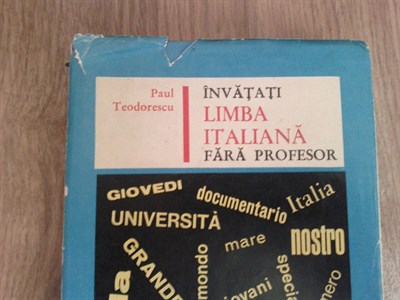 Paul
Teodorescu
ÎNVĂȚAȚI
LIMBA
ITALIANĂ
FĂRĂ PROFESOR
GIOVEDI
documentario
Italia
UNIVERSITÀ
mare
nostro
GRANDE
mondo